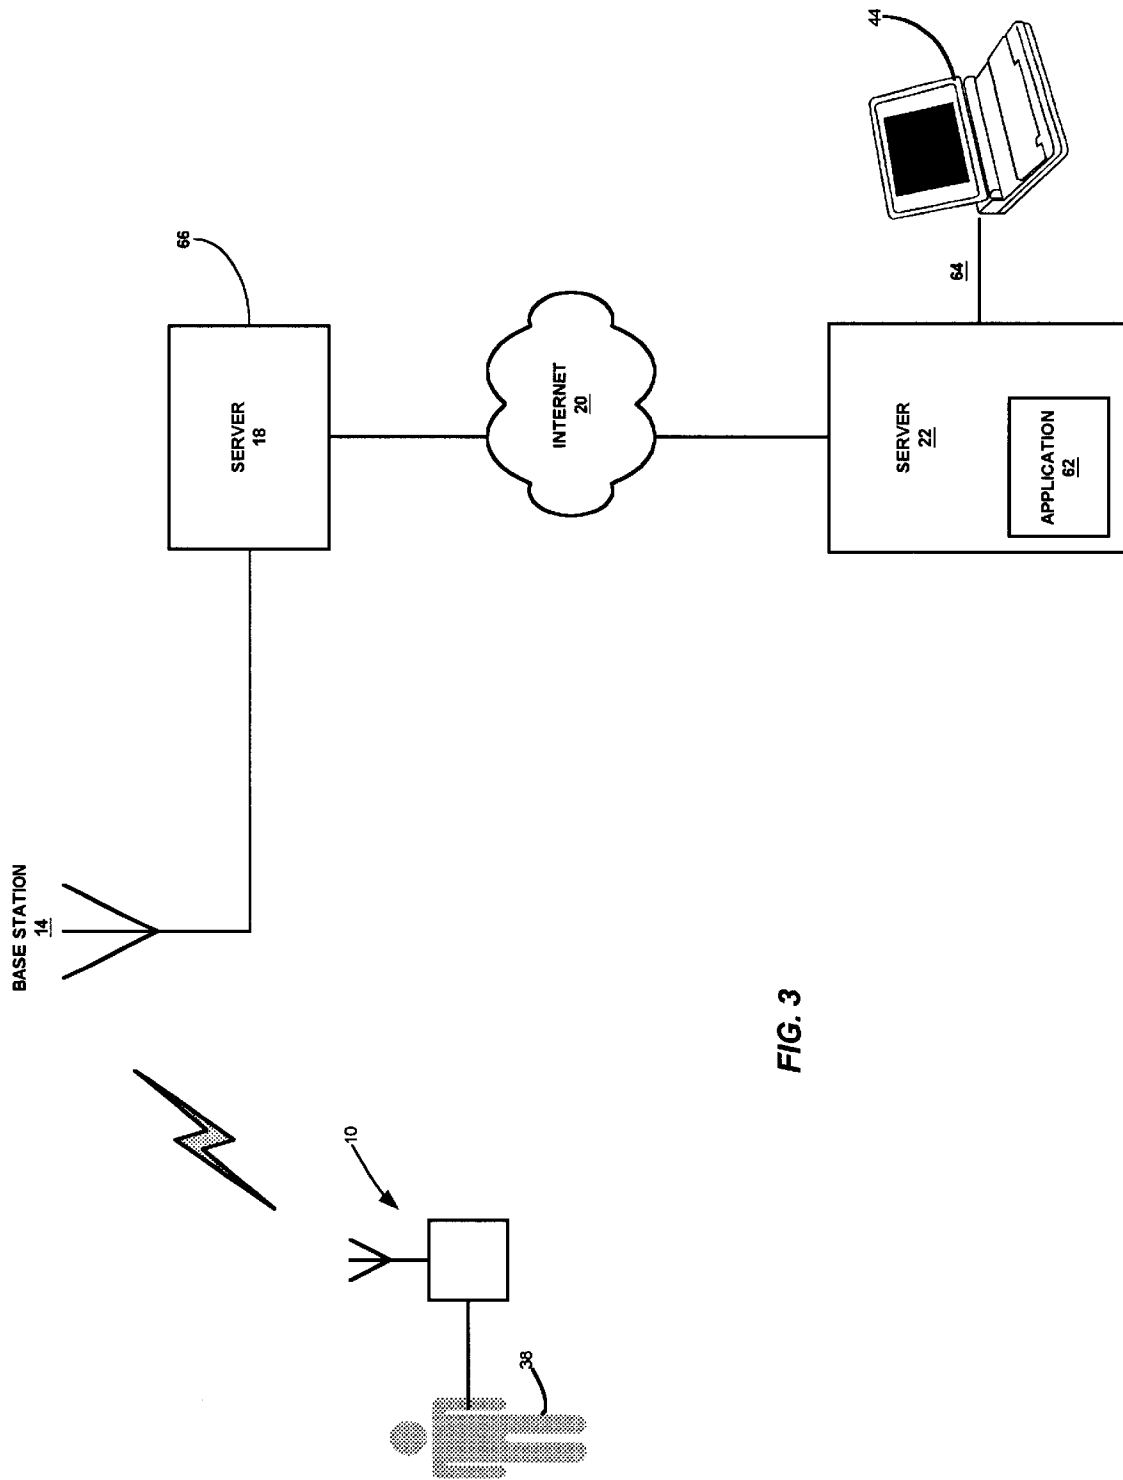 BASE STATION
14
10
38
SERVER
18
66
INTERNET
20
SERVER
22
APPLICATION
62
64
44
FIG. 3